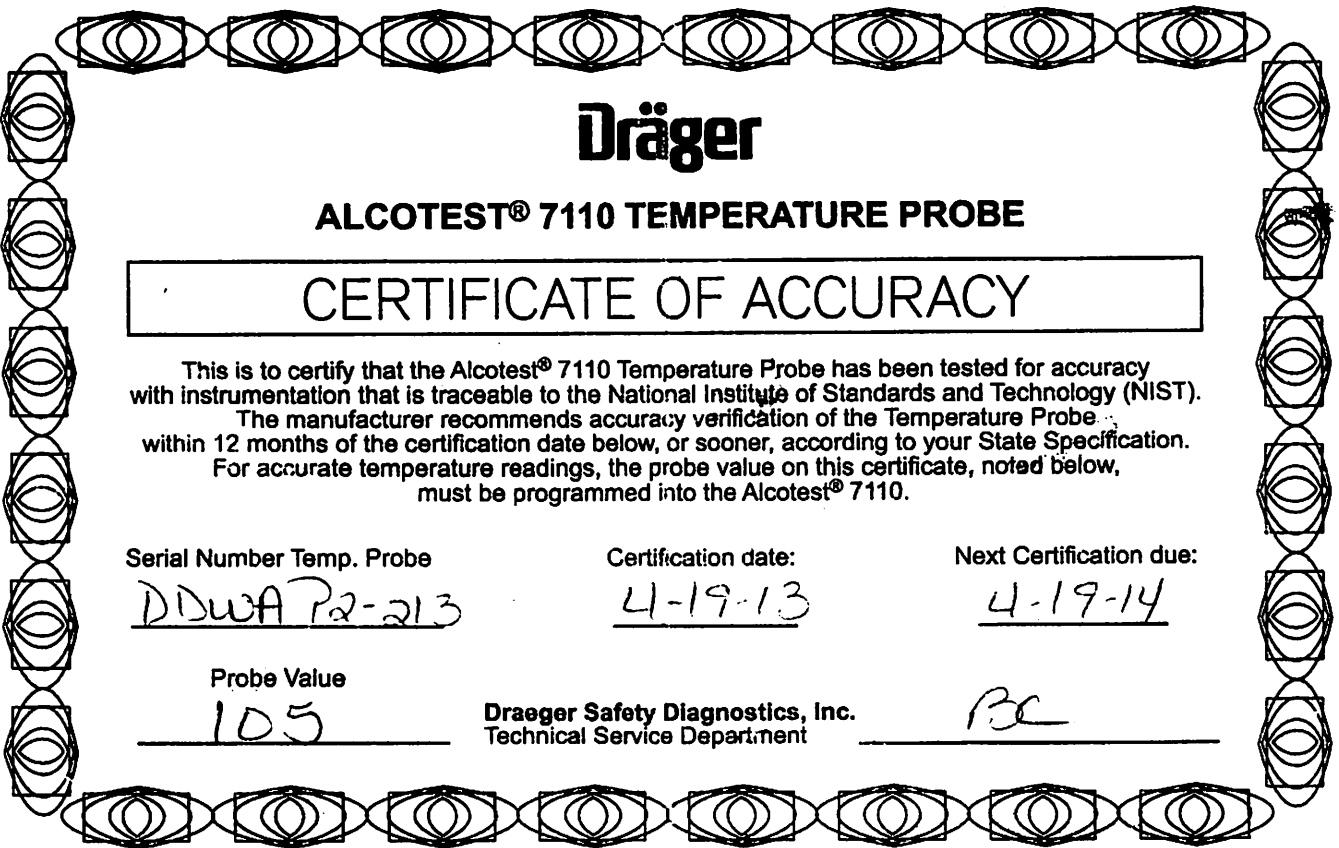 Dräger
ALCOTEST® 7110 TEMPERATURE PROBE
CERTIFICATE OF ACCURACY
This is to certify that the Alcotest® 7110 Temperature Probe has been tested for accuracy
with instrumentation that is traceable to the National Institute of Standards and Technology (NIST).
The manufacturer recommends accuracy verification of the Temperature Probe
within 12 months of the certification date below, or sooner, according to your State Specification.
For accurate temperature readings, the probe value on this certificate, noted below,
must be programmed into the Alcotest® 7110.
Serial Number Temp. Probe Certification date: Next Certification due:
DDWA P2-213 4-19-13 4-19-14
Probe Value
105
Draeger Safety Diagnostics, Inc. BC
Technical Service Department